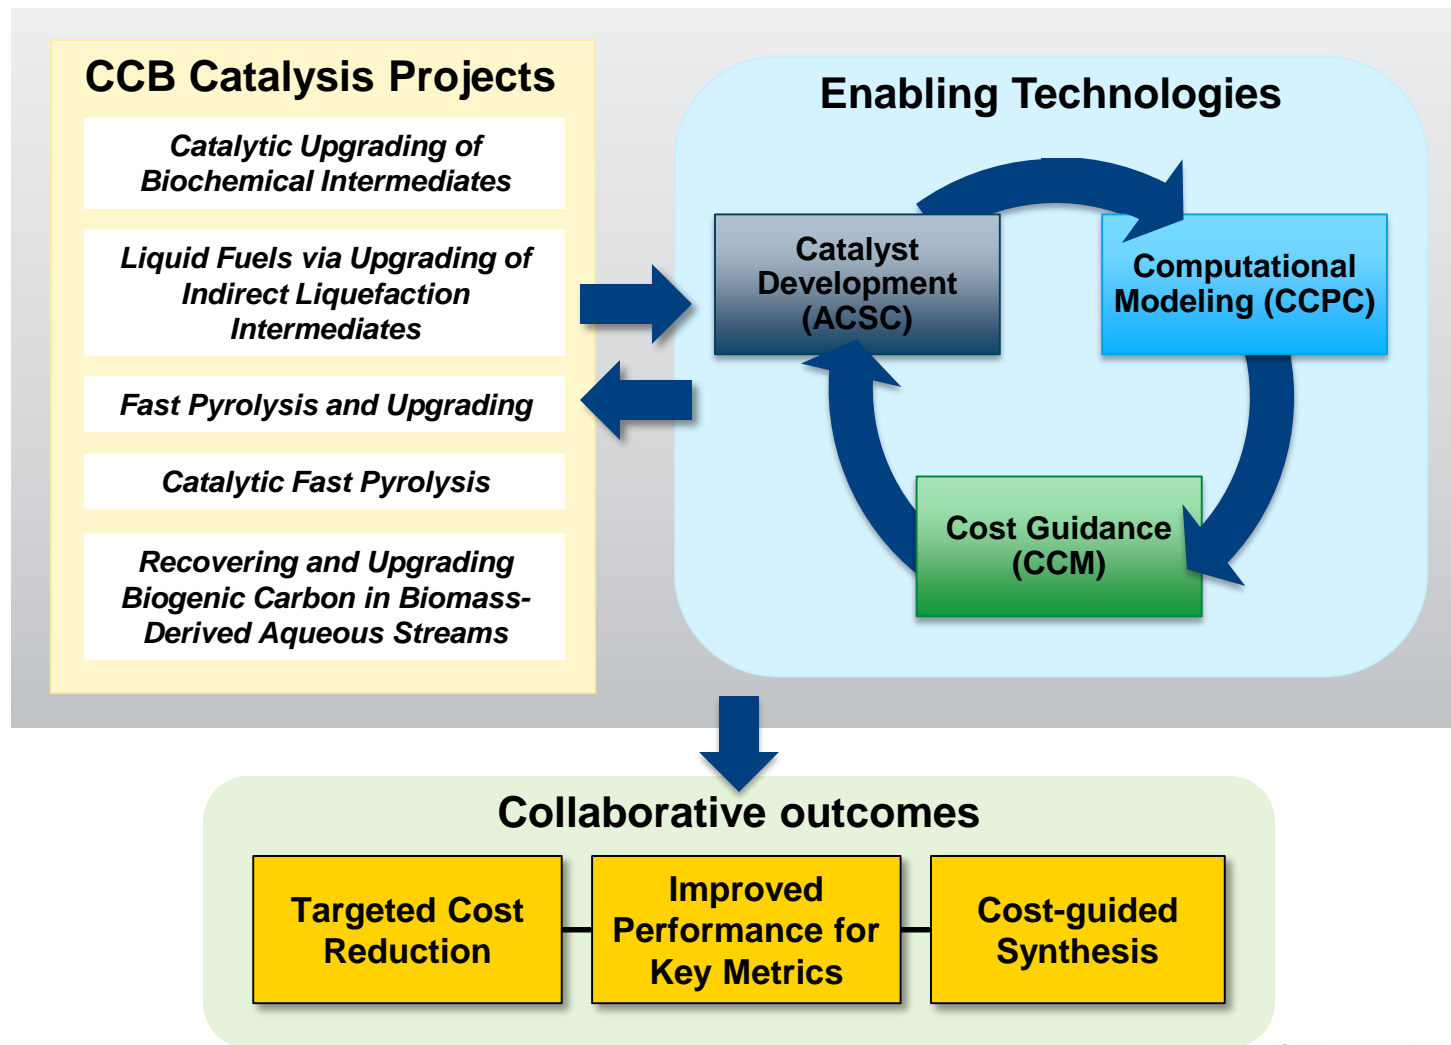 CCB Catalysis Projects
Catalytic Upgrading of
Biochemical Intermediates
Liquid Fuels via Upgrading of
Indirect Liquefaction
Intermediates
Fast Pyrolysis and Upgrading
Catalytic Fast Pyrolysis
Recovering and Upgrading
Biogenic Carbon in Biomass-
Derived Aqueous Streams
Enabling Technologies
Catalyst
Development
(ACSC)
Computational
Modeling (CCPC)
Cost Guidance
(CCM)
Collaborative outcomes
Targeted Cost
Reduction
Improved
Performance for
Key Metrics
Cost-guided
Synthesis